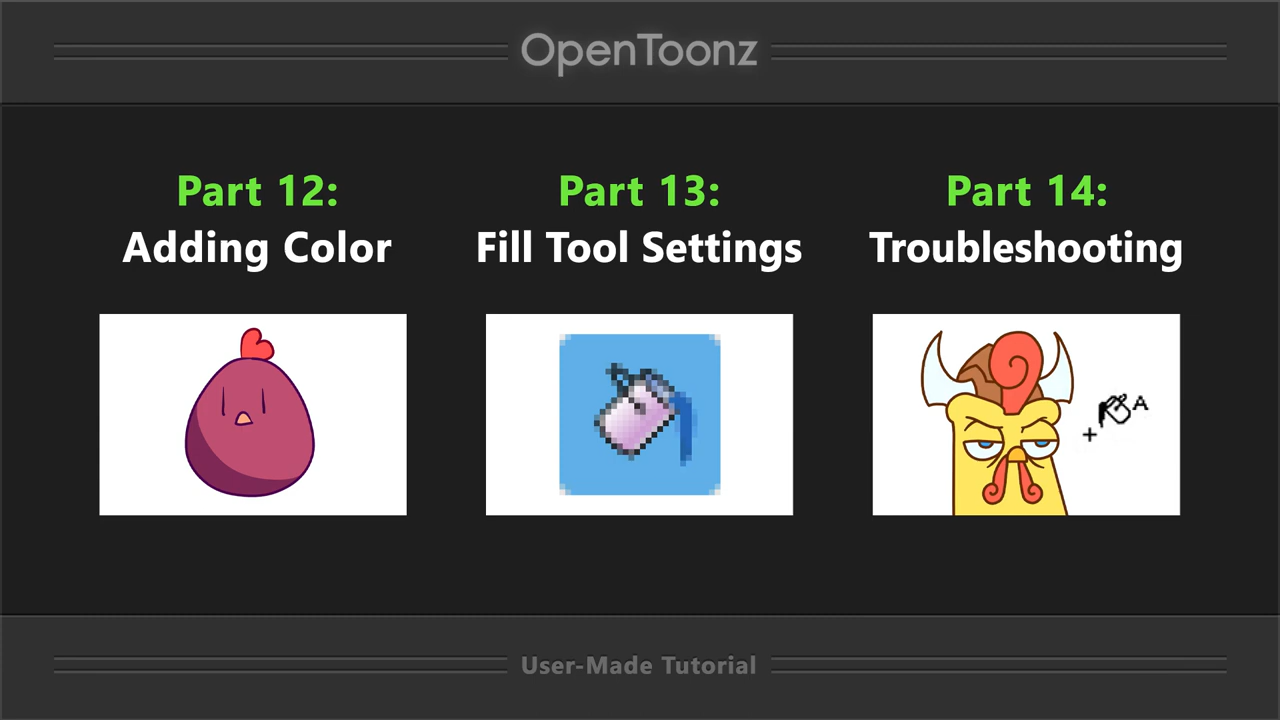 OpenToonz
Part 12:
Adding Color
Part 13:
Fill Tool Settings
Part 14:
Troubleshooting
A
User-Made Tutorial